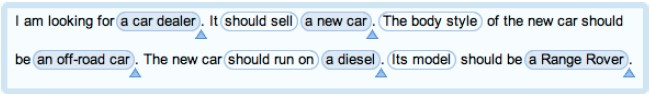 I am looking for a car dealer. It should sell a new car. The body style of the new car should
be an off-road car. The new car should run on a diesel. Its model should be a Range Rover.